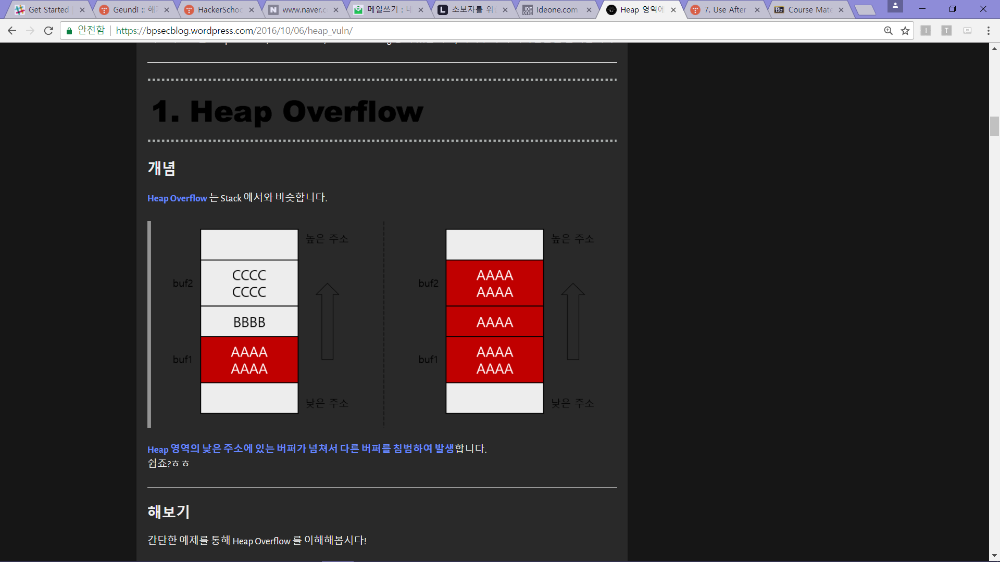 Get Started
Geundi :: 해
HackerSchoo
www.naver.c
메일쓰기 : 네
초보자를 위
Ideone.com
Heap 영역에
7. Use After
Course Mate
안전함 https://bpsecblog.wordpress.com/2016/10/06/heap_vuln/
1. Heap Overflow
개념
Heap Overflow 는 Stack 에서와 비슷합니다.
높은 주소
buf2
CCCC
CCCC
BBBB
buf1
AAAA
AAAA
낮은 주소
높은 주소
buf2
AAAA
AAAA
AAAA
buf1
AAAA
AAAA
낮은 주소
Heap 영역의 낮은 주소에 있는 버퍼가 넘쳐서 다른 버퍼를 침범하여 발생합니다.
쉽죠?ㅎㅎ
해보기
간단한 예제를 통해 Heap Overflow 를 이해해봅시다!